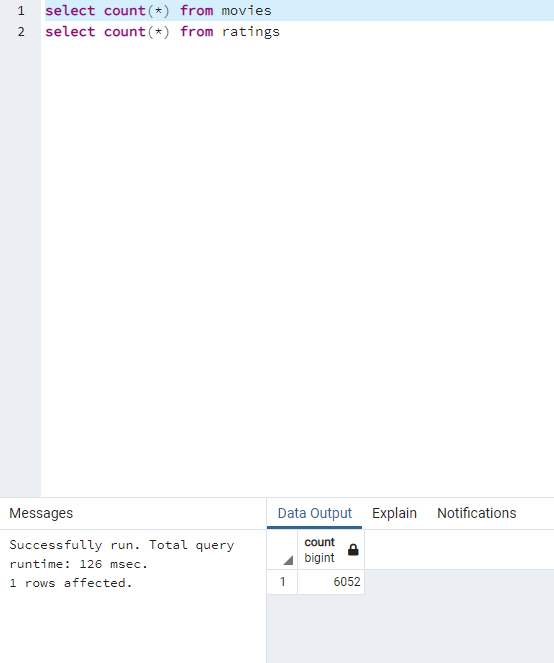 1 select count(*) from movies
2 select count(*) from ratings
Messages
Successfully run. Total query
runtime: 126 msec.
1 rows affected.
Data Output Explain Notifications
count
bigint
1 6052